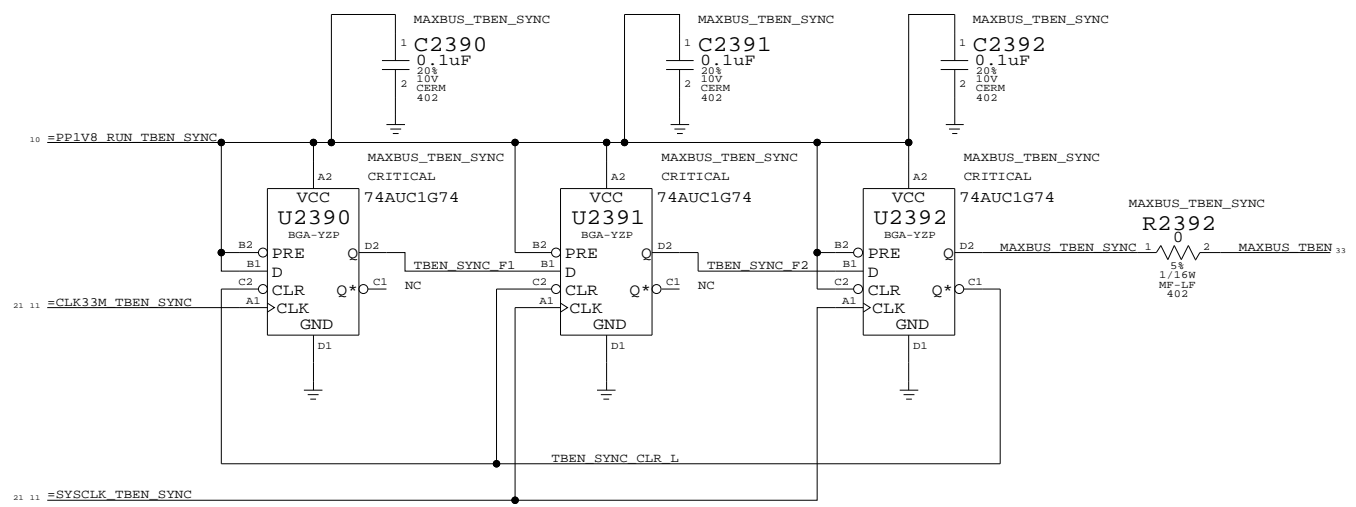 MAXBUS_TBEN_SYNC
MAXBUS_TBEN_SYNC
MAXBUS_TBEN_SYNC
1 C2390
0.1uF
20%
10V
2 CERM
402
1 C2391
0.1uF
20%
10V
2 CERM
402
1 C2392
0.1uF
20%
10V
2 CERM
402
10 =PP1V8_RUN_TBEN_SYNC
MAXBUS_TBEN_SYNC
CRITICAL
74AUC1G74
A2
VCC
U2390
BGA-YZP
B2 PRE
Q D2
B1 D
C2 CLR
Q* C1
NC
A1 CLK
GND
D1
TBEN_SYNC_F1
MAXBUS_TBEN_SYNC
CRITICAL
74AUC1G74
A2
VCC
U2391
BGA-YZP
B2 PRE
Q D2
B1 D
C2 CLR
Q* C1
NC
A1 CLK
GND
D1
TBEN_SYNC_F2
MAXBUS_TBEN_SYNC
CRITICAL
74AUC1G74
A2
VCC
U2392
BGA-YZP
B2 PRE
Q D2
B1 D
C2 CLR
Q* C1
A1 CLK
GND
D1
MAXBUS_TBEN_SYNC
R2392
0
MAXBUS_TBEN_SYNC 1 2 MAXBUS_TBEN 33
5%
1/16W
MF-LF
402
21 11 =CLK33M_TBEN_SYNC
TBEN_SYNC_CLR_L
21 11 =SYSCLK_TBEN_SYNC